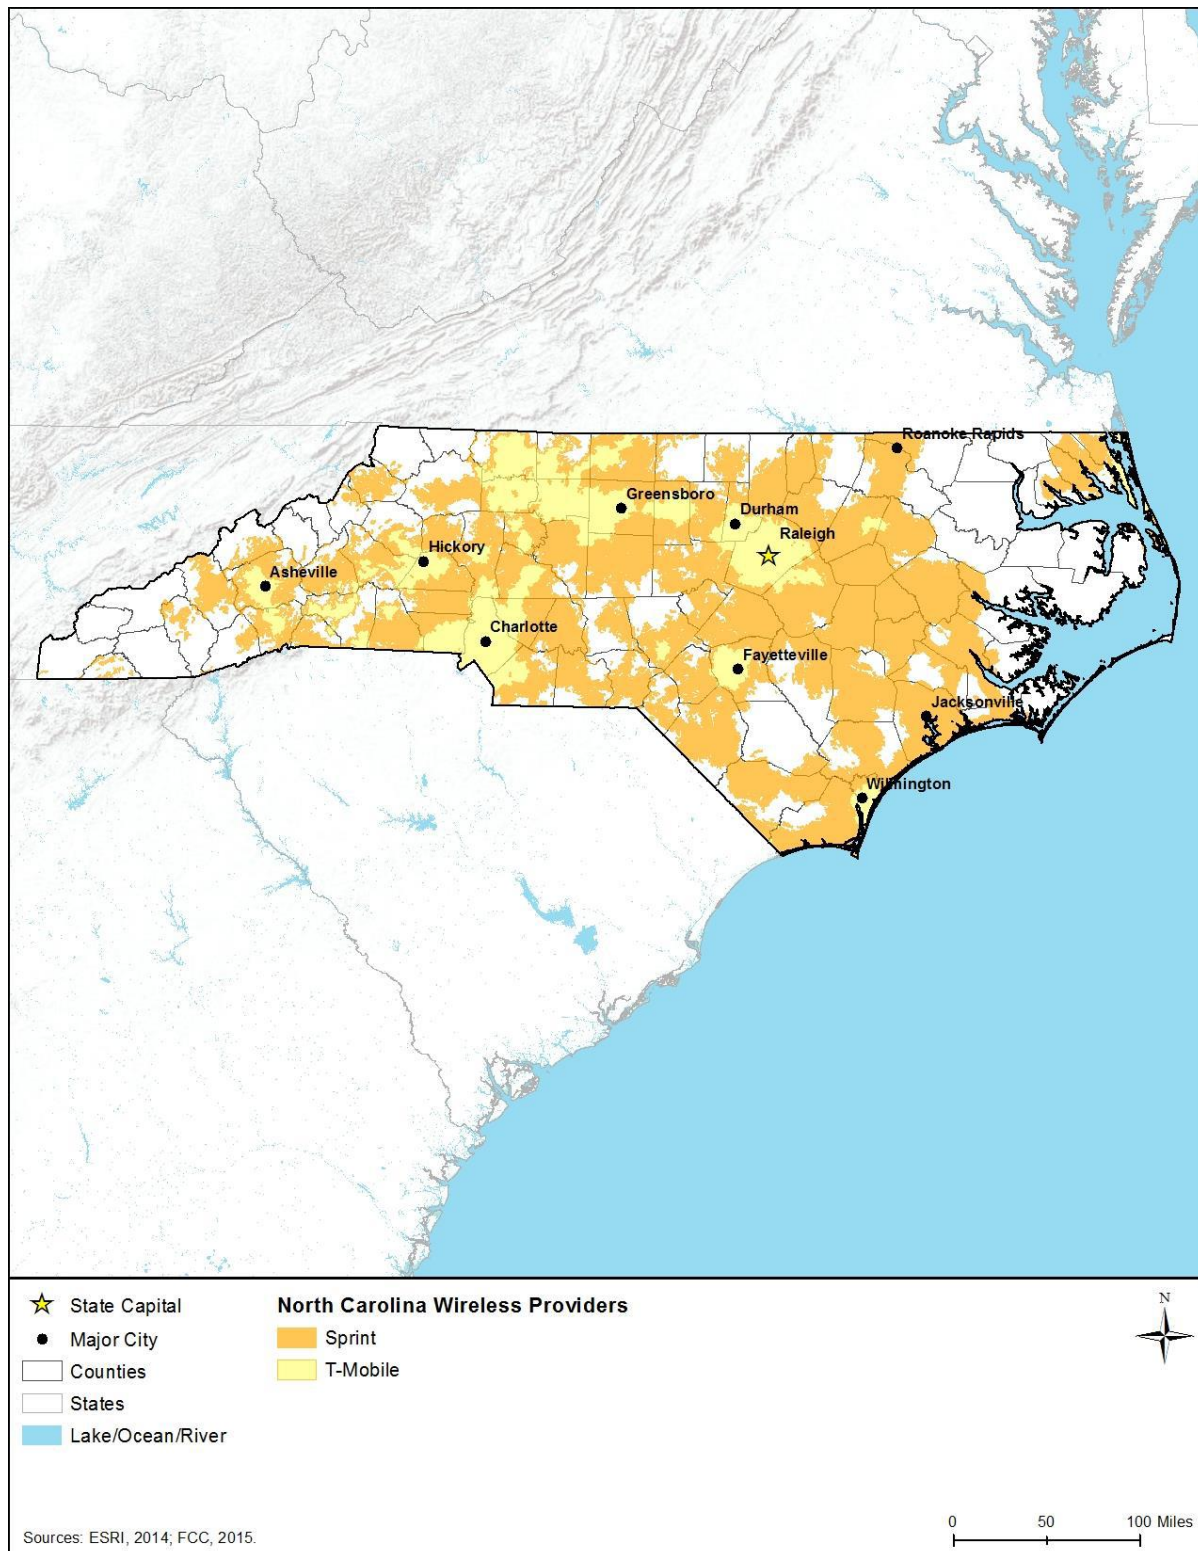 Roanoke Rapids
Greensboro
Durham
Raleigh
Hickory
Asheville
Charlotte
Fayetteville
Jacksonville
Wilmington
State Capital
Major City
Counties
States
Lake/Ocean/River
North Carolina Wireless Providers
Sprint
T-Mobile
N
Sources: ESRI, 2014; FCC, 2015.
0 50 100 Miles